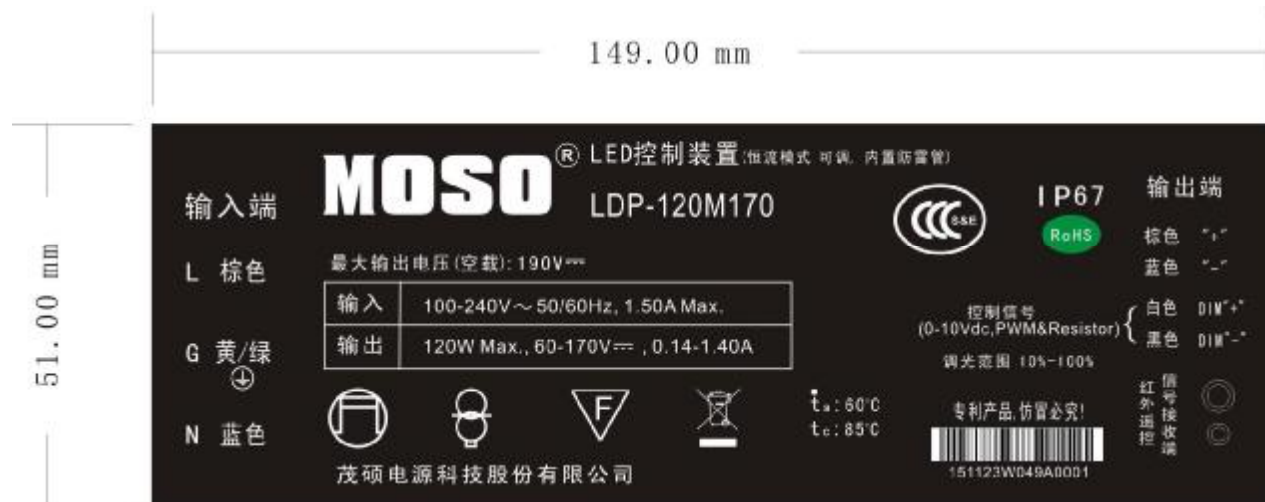 149.00 mm
51.00 mm
输入端
L 棕色
G 黄/绿
N 蓝色
MOSO®
LED控制装置(恒流模式 可调, 内置防雷管)
LDP-120M170
最大输出电压(空载): 190V⎓
输入 100-240V～50/60Hz, 1.50A Max.
输出 120W Max., 60-170V⎓, 0.14-1.40A
F
ta:60℃
tc:85℃
茂硕电源科技股份有限公司
CCC S&E
IP67
RoHS
输出端
棕色 "+"
蓝色 "-"
控制信号
(0-10Vdc,PWM&Resistor)
白色 DIM"+"
黑色 DIM"-"
调光范围 10%-100%
专利产品,仿冒必究!
151123W049A0001
红外遥控
信号接收端